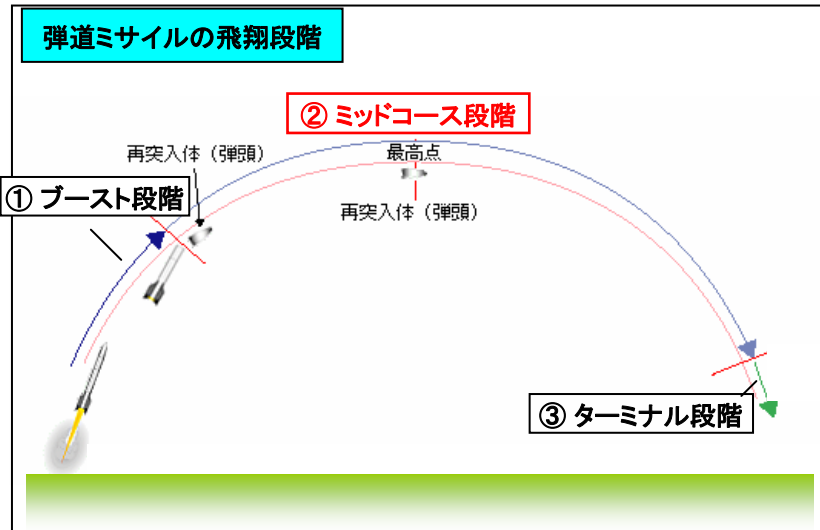 弾道ミサイルの飛翔段階
② ミッドコース段階
再突入体（弾頭）
最高点
① ブースト段階
再突入体（弾頭）
③ ターミナル段階